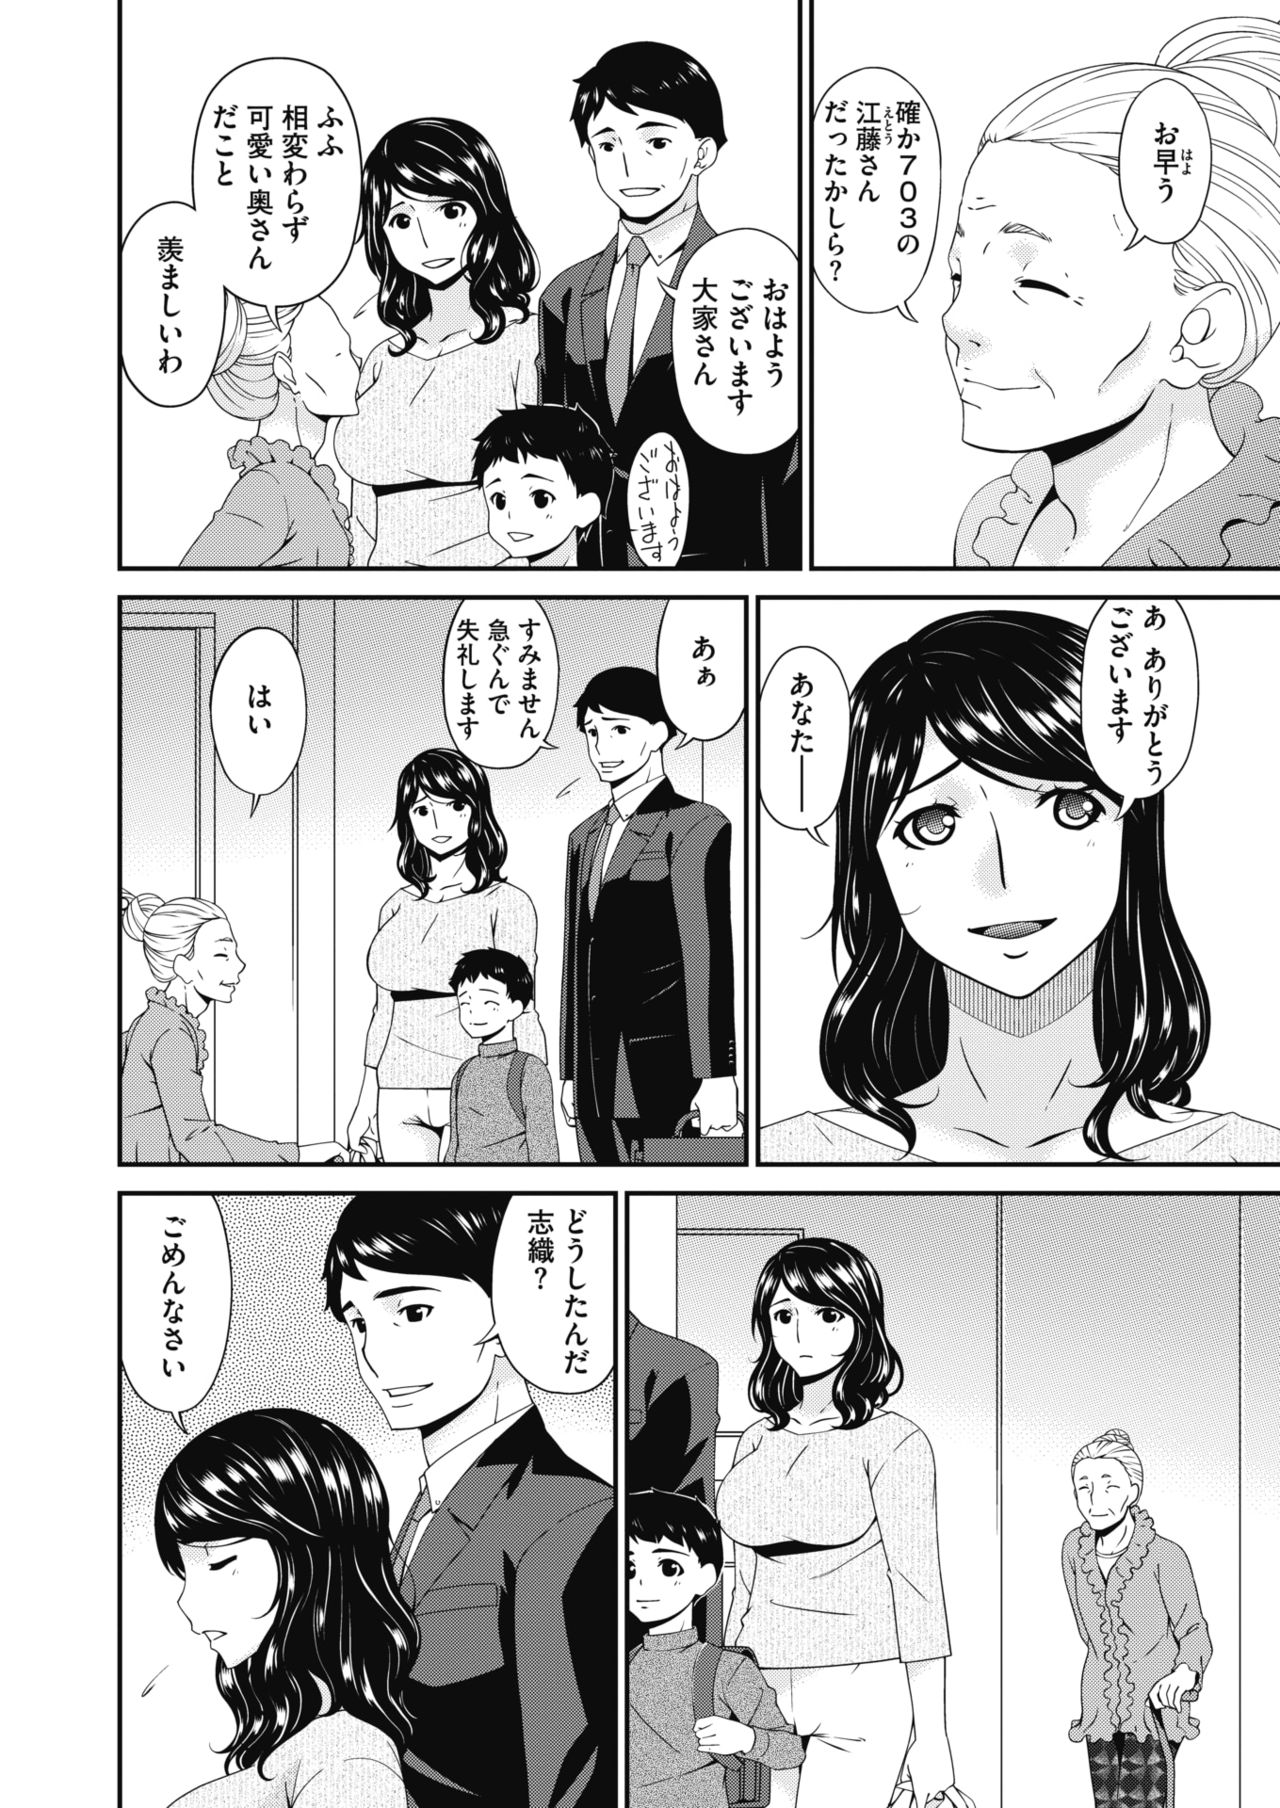 お早う
はよ
確か703の
江藤さん
えとう
だったかしら?
おはよう
ございます
大家さん
おはよう
ございます
ふふ
相変わらず
可愛い奥さん
だこと
羨ましいわ
あ ありがとう
ございます
あなた──
あぁ
すみません
急ぐんで
失礼します
はい
どうしたんだ
志織?
ごめんなさい